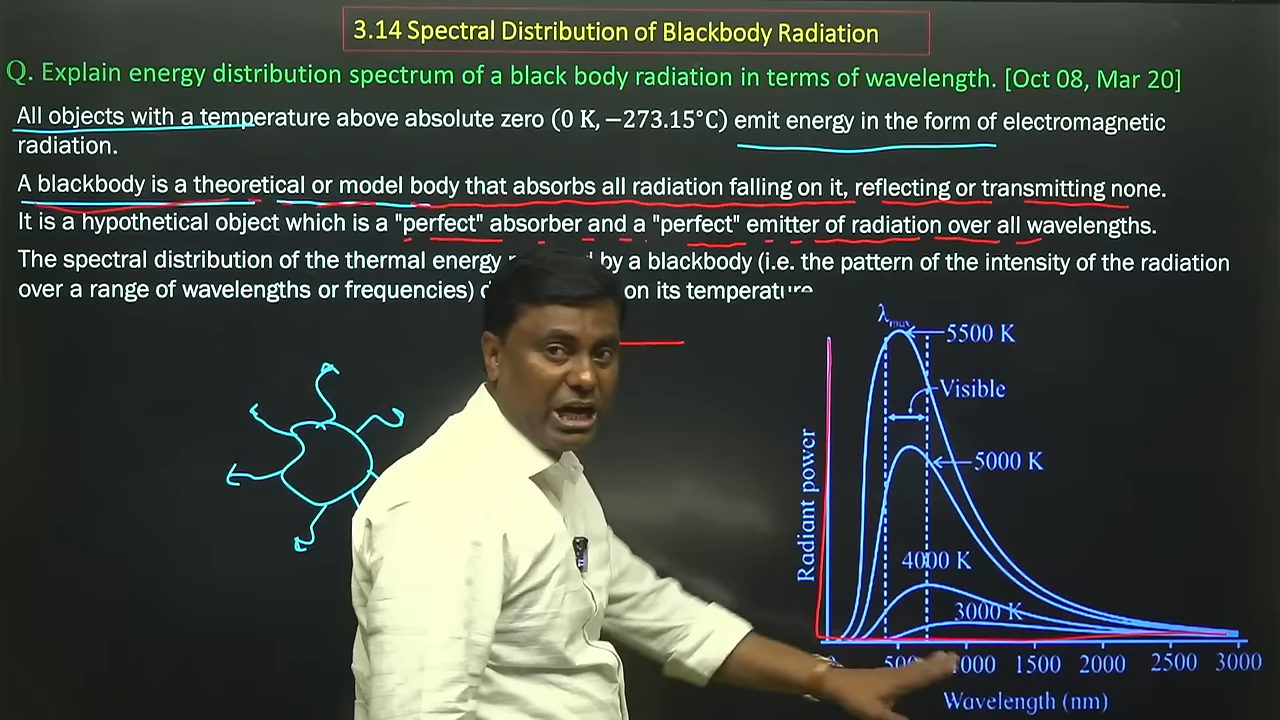 3.14 Spectral Distribution of Blackbody Radiation
Q. Explain energy distribution spectrum of a black body radiation in terms of wavelength. [Oct 08, Mar 20]
All objects with a temperature above absolute zero (0 K, −273.15°C) emit energy in the form of electromagnetic
radiation.
A blackbody is a theoretical or model body that absorbs all radiation falling on it, reflecting or transmitting none.
It is a hypothetical object which is a "perfect" absorber and a "perfect" emitter of radiation over all wavelengths.
The spectral distribution of the thermal energy by a blackbody (i.e. the pattern of the intensity of the radiation
over a range of wavelengths or frequencies) on its temperature
λmax
5500 K
Visible
5000 K
4000 K
3000 K
Radiant power
1000 1500 2000 2500 3000
Wavelength (nm)